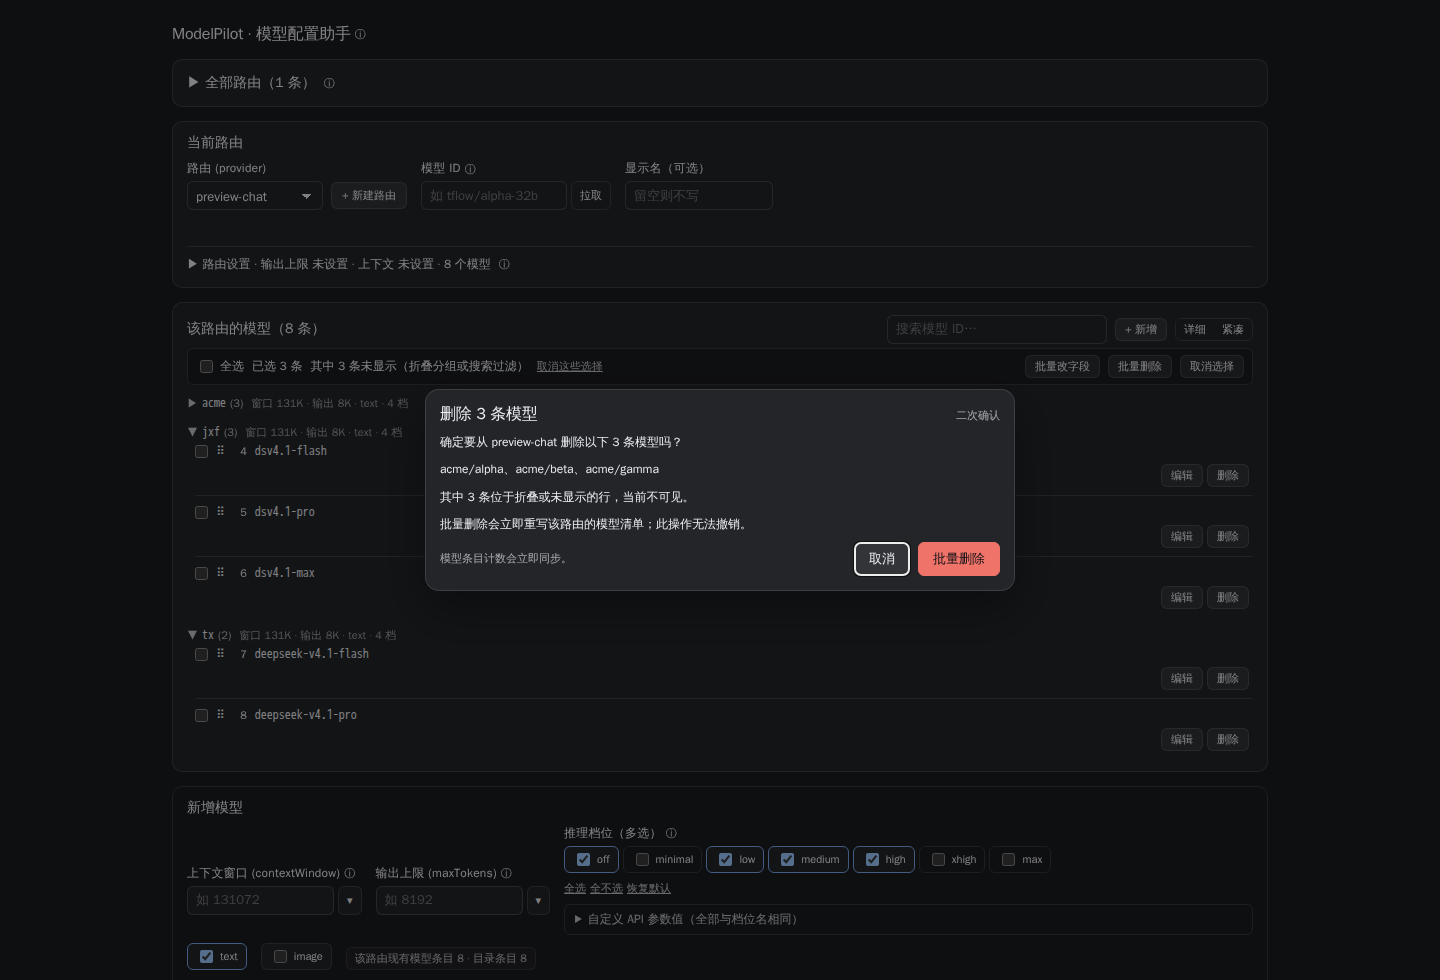 ModelPilot · 模型配置助手 ⓘ
▶ 全部路由（1 条） ⓘ
当前路由
路由 (provider)
模型 ID ⓘ
显示名（可选）
preview-chat
+ 新建路由
如 tflow/alpha-32b
拉取
留空则不写
▶ 路由设置 · 输出上限 未设置 · 上下文 未设置 · 8 个模型 ⓘ
该路由的模型（8 条）
搜索模型 ID…
+ 新增
详细
紧凑
全选 已选 3 条 其中 3 条未显示（折叠分组或搜索过滤） 取消这些选择
批量改字段
批量删除
取消选择
▶ acme (3) 窗口 131K · 输出 8K · text · 4 档
▼ jxf (3) 窗口 131K · 输出 8K · text · 4 档
4 dsv4.1-flash
编辑 删除
5 dsv4.1-pro
编辑 删除
6 dsv4.1-max
编辑 删除
▼ tx (2) 窗口 131K · 输出 8K · text · 4 档
7 deepseek-v4.1-flash
编辑 删除
8 deepseek-v4.1-pro
编辑 删除
删除 3 条模型
二次确认
确定要从 preview-chat 删除以下 3 条模型吗？
acme/alpha、acme/beta、acme/gamma
其中 3 条位于折叠或未显示的行，当前不可见。
批量删除会立即重写该路由的模型清单；此操作无法撤销。
模型条目计数会立即同步。
取消
批量删除
新增模型
推理档位（多选） ⓘ
off
minimal
low
medium
high
xhigh
max
上下文窗口 (contextWindow) ⓘ
输出上限 (maxTokens) ⓘ
全选 全不选 恢复默认
如 131072
▼
如 8192
▼
▶ 自定义 API 参数值（全部与档位名相同）
text
image
该路由现有模型条目 8 · 目录条目 8